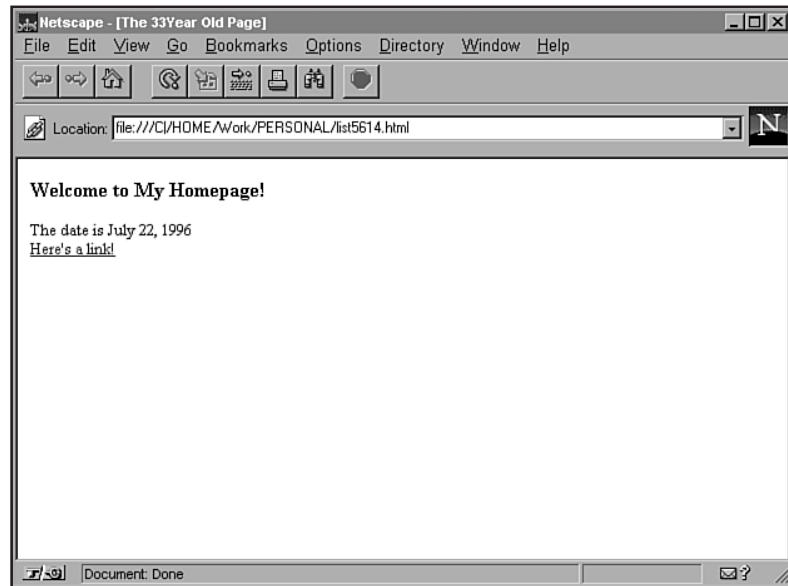 Netscape - [The 33Year Old Page]
File Edit View Go Bookmarks Options Directory Window Help
Location: file:///C|/HOME/Work/PERSONAL/list5614.html
N
Welcome to My Homepage!
The date is July 22, 1996
Here's a link!
Document: Done
?